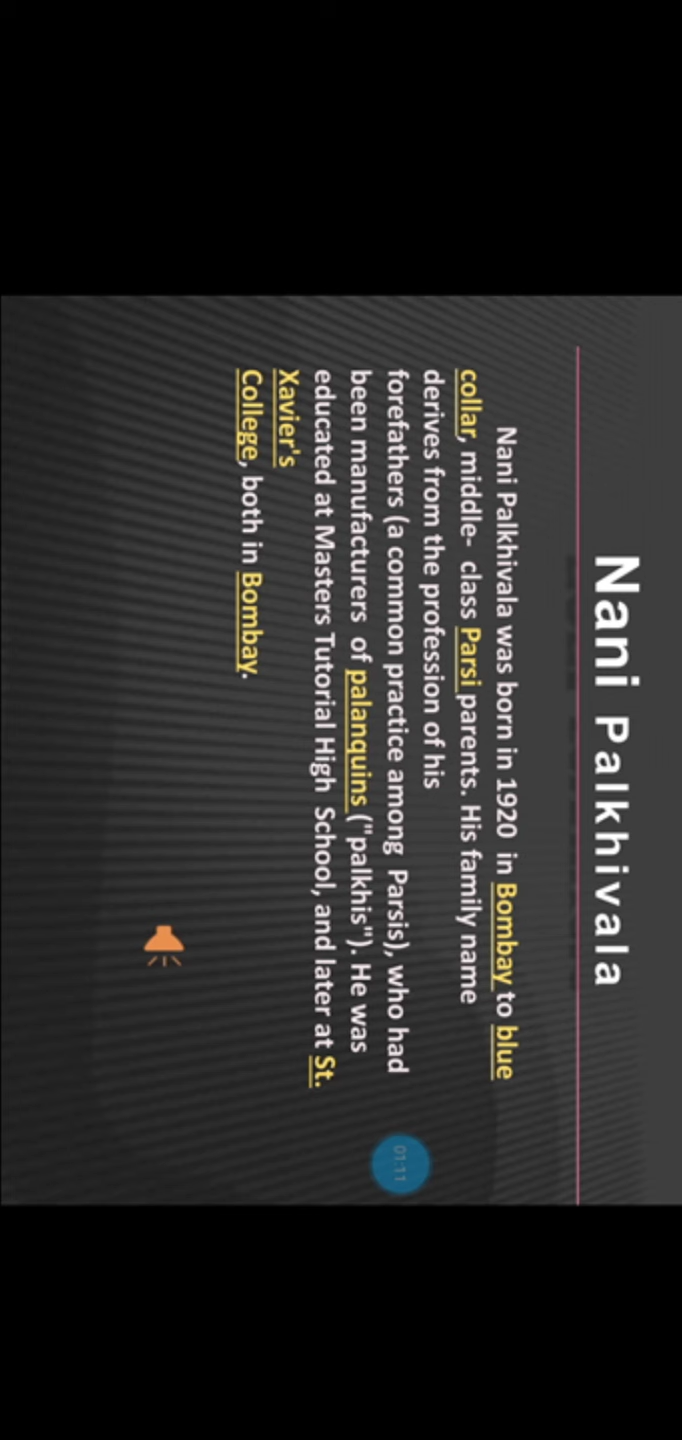 Nani Palkhivala
Nani Palkhivala was born in 1920 in Bombay to blue
collar, middle- class Parsi parents. His family name
derives from the profession of his
forefathers (a common practice among Parsis), who had
been manufacturers of palanquins ("palkhis"). He was
educated at Masters Tutorial High School, and later at St.
Xavier's
College, both in Bombay.
01:11